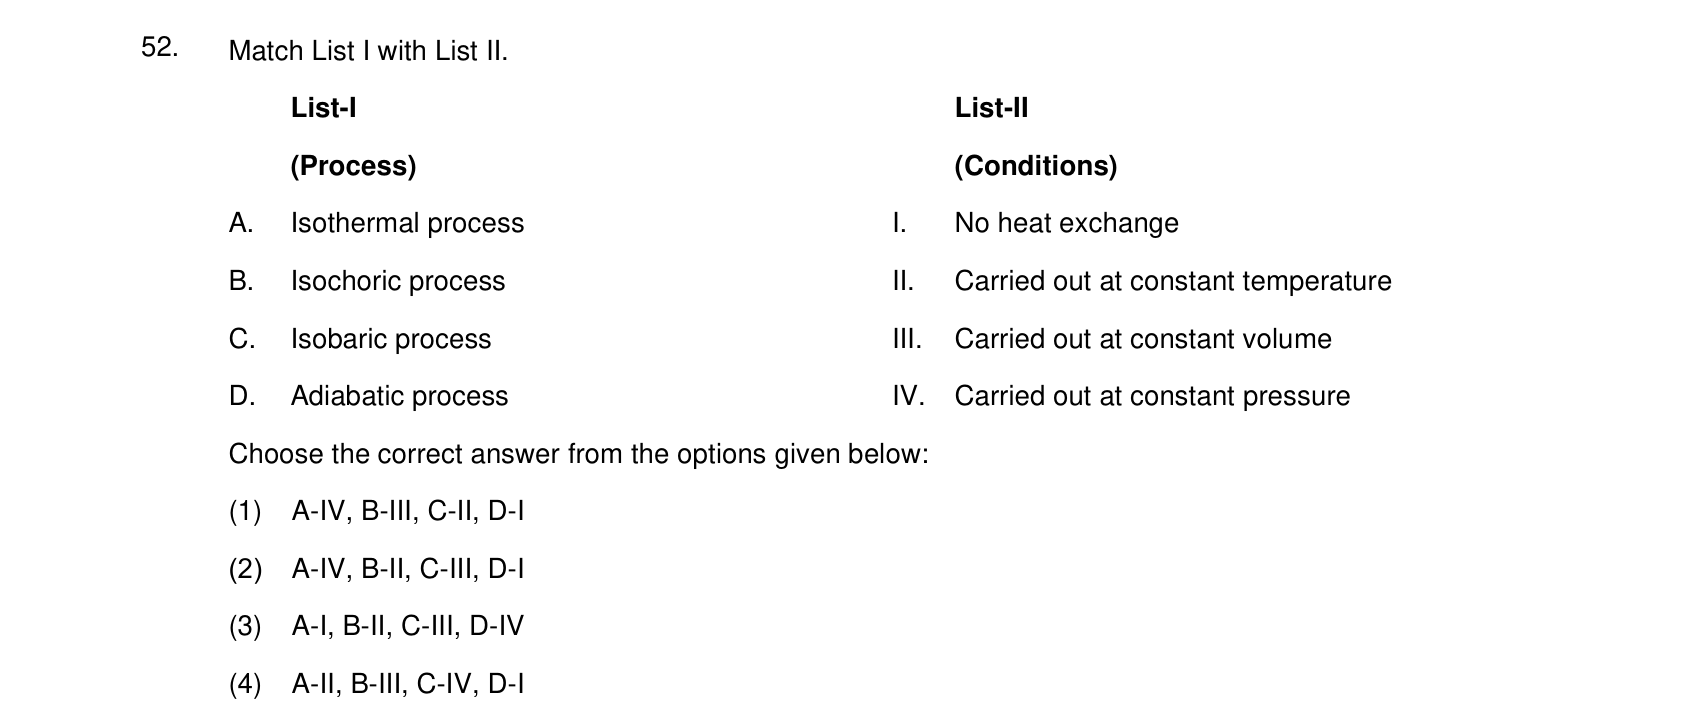 52. Match List I with List II.
List-I List-II
(Process) (Conditions)
A. Isothermal process I. No heat exchange
B. Isochoric process II. Carried out at constant temperature
C. Isobaric process III. Carried out at constant volume
D. Adiabatic process IV. Carried out at constant pressure
Choose the correct answer from the options given below:
(1) A-IV, B-III, C-II, D-I
(2) A-IV, B-II, C-III, D-I
(3) A-I, B-II, C-III, D-IV
(4) A-II, B-III, C-IV, D-I